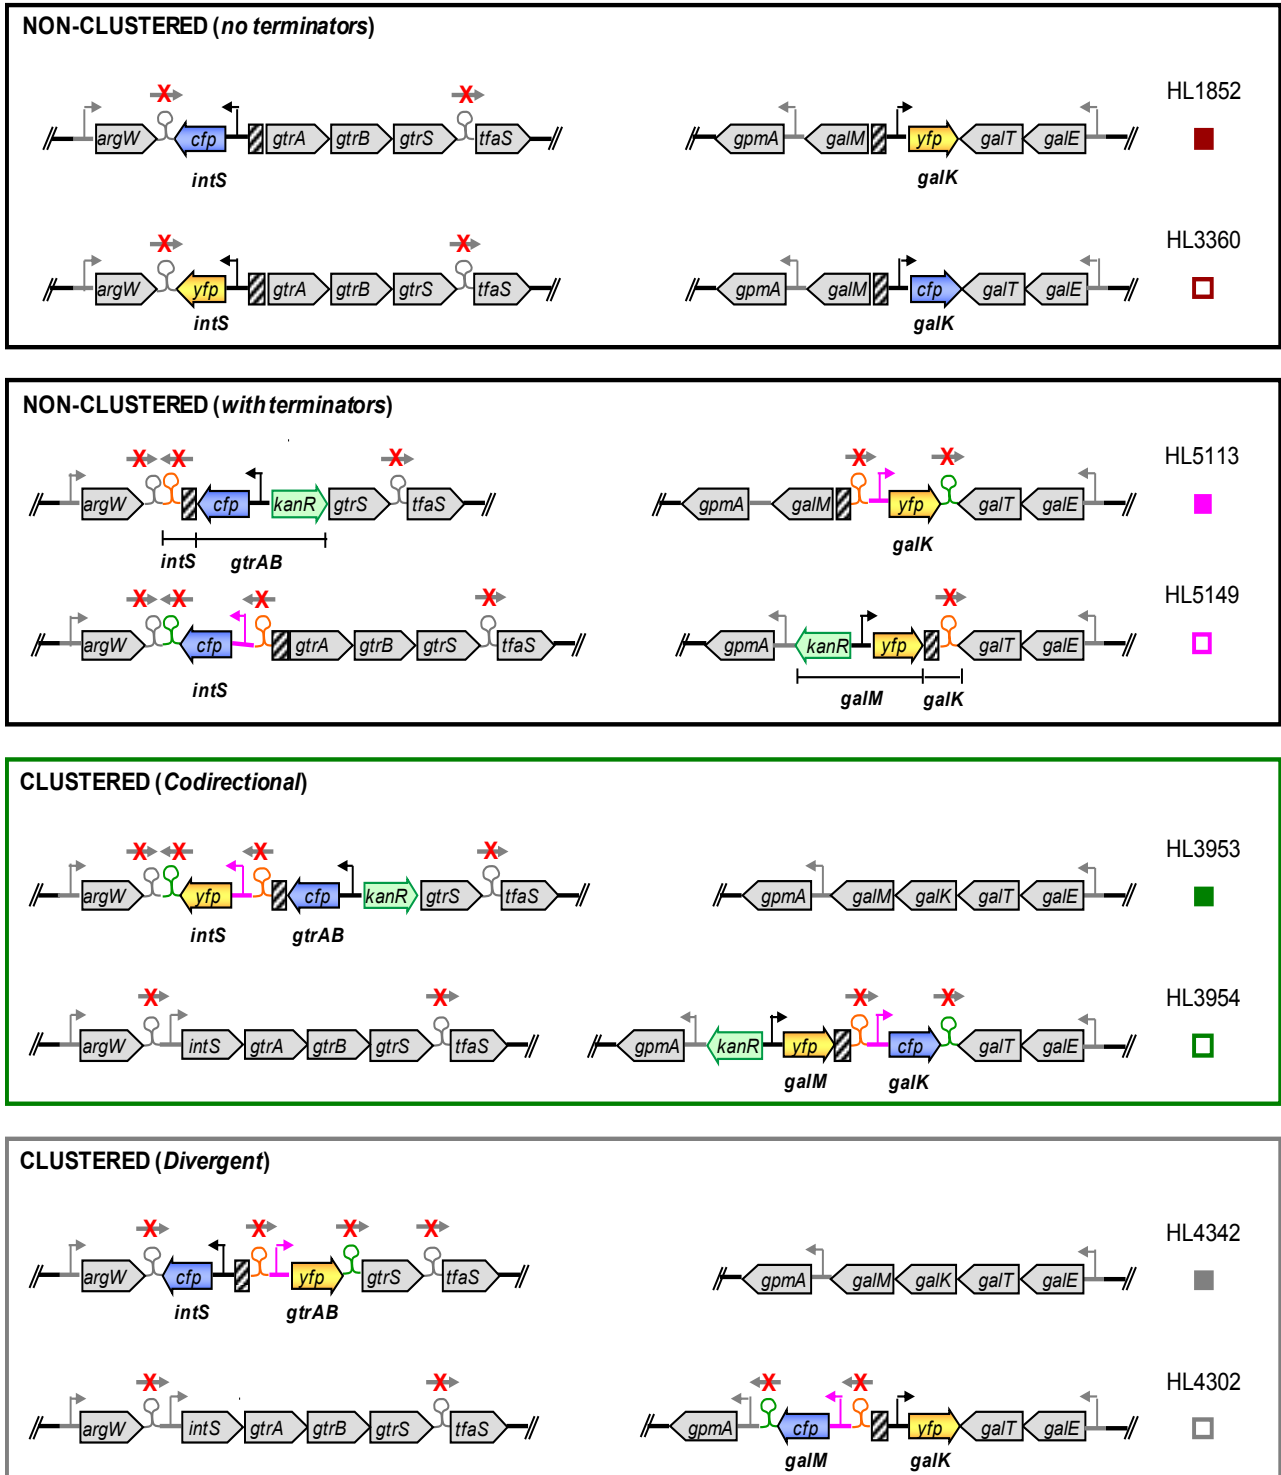 NON-CLUSTERED (no terminators)
HL1852
argW cfp gtrA gtrB gtrS tfaS gpmA galM yfp galT galE
intS galK
HL3360
argW yfp gtrA gtrB gtrS tfaS gpmA galM cfp galT galE
intS galK
NON-CLUSTERED (with terminators)
HL5113
argW cfp kanR gtrS tfaS gpmA galM yfp galT galE
intS gtrAB galK
HL5149
argW cfp gtrA gtrB gtrS tfaS gpmA kanR yfp galT galE
intS galM galK
CLUSTERED (Codirectional)
HL3953
argW yfp cfp kanR gtrS tfaS gpmA galM galK galT galE
intS gtrAB
HL3954
argW intS gtrA gtrB gtrS tfaS gpmA kanR yfp cfp galT galE
galM galK
CLUSTERED (Divergent)
HL4342
argW cfp yfp gtrS tfaS gpmA galM galK galT galE
intS gtrAB
HL4302
argW intS gtrA gtrB gtrS tfaS gpmA cfp yfp galT galE
galM galK